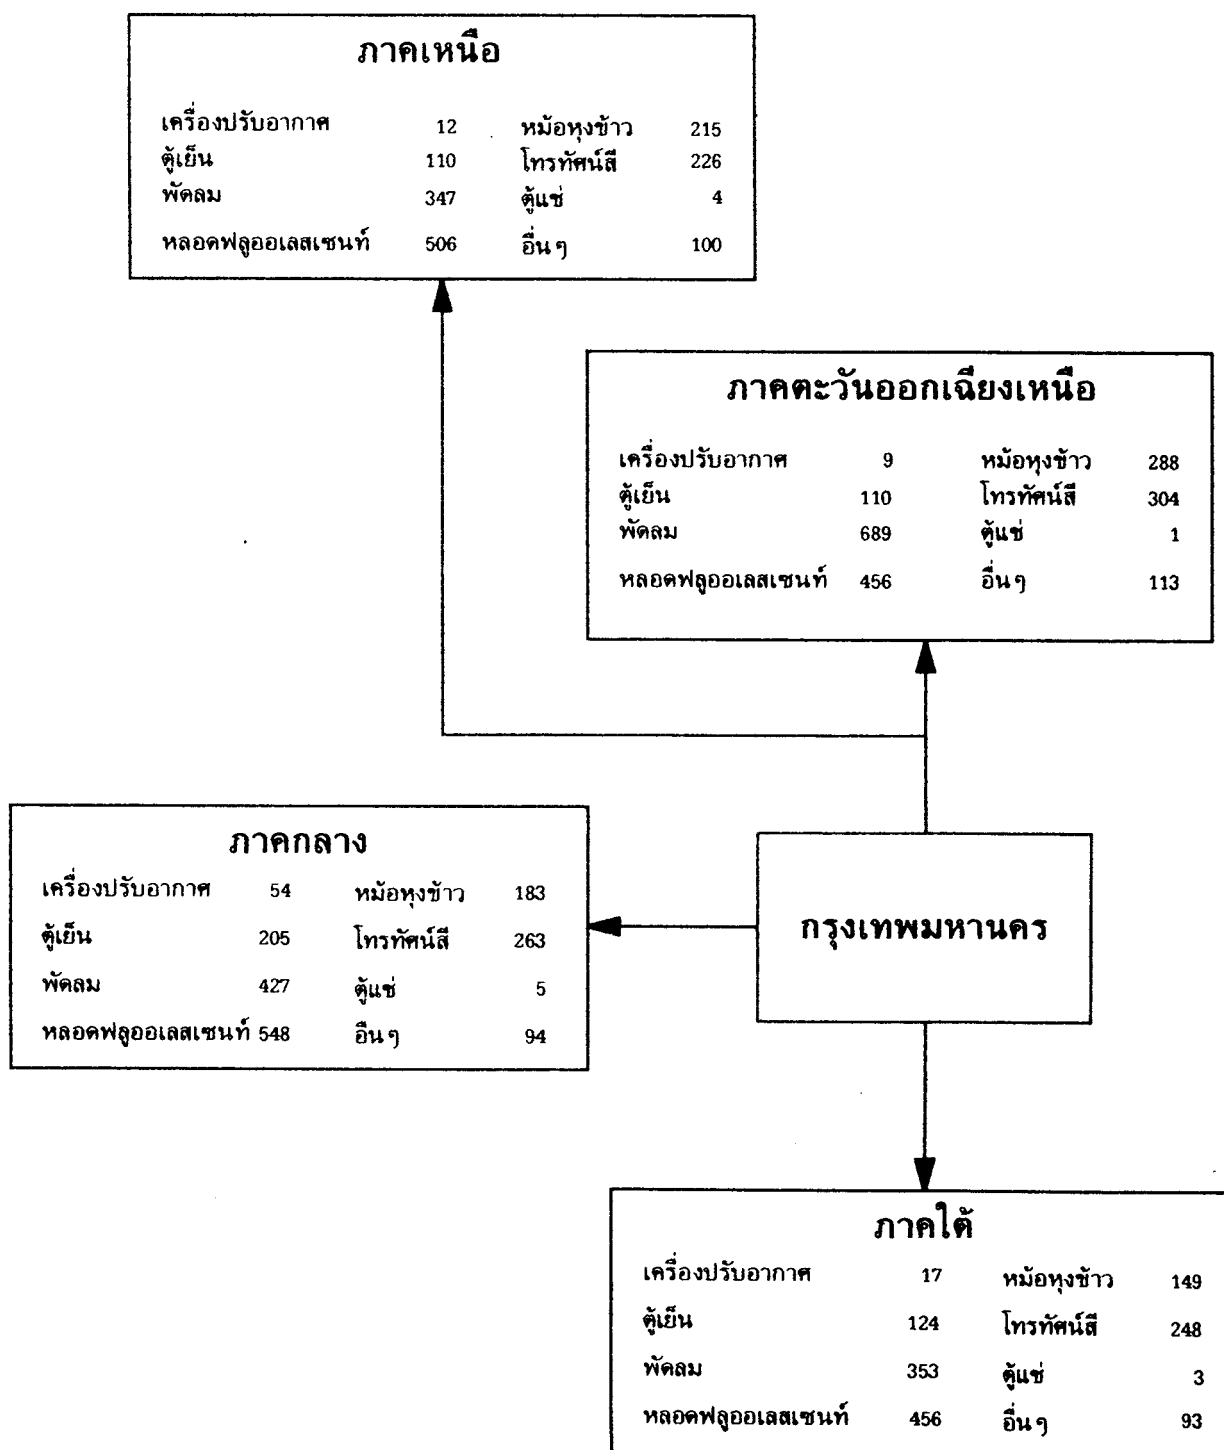 ภาคเหนือ
เครื่องปรับอากาศ 12 หม้อหุงข้าว 215
ตู้เย็น 110 โทรทัศน์สี 226
พัดลม 347 ตู้แช่ 4
หลอดฟลูออเลสเซนท์ 506 อื่นๆ 100
ภาคตะวันออกเฉียงเหนือ
เครื่องปรับอากาศ 9 หม้อหุงข้าว 288
ตู้เย็น 110 โทรทัศน์สี 304
พัดลม 689 ตู้แช่ 1
หลอดฟลูออเลสเซนท์ 456 อื่นๆ 113
ภาคกลาง
เครื่องปรับอากาศ 54 หม้อหุงข้าว 183
ตู้เย็น 205 โทรทัศน์สี 263
พัดลม 427 ตู้แช่ 5
หลอดฟลูออเลสเซนท์ 548 อื่นๆ 94
กรุงเทพมหานคร
ภาคใต้
เครื่องปรับอากาศ 17 หม้อหุงข้าว 149
ตู้เย็น 124 โทรทัศน์สี 248
พัดลม 353 ตู้แช่ 3
หลอดฟลูออเลสเซนท์ 456 อื่นๆ 93